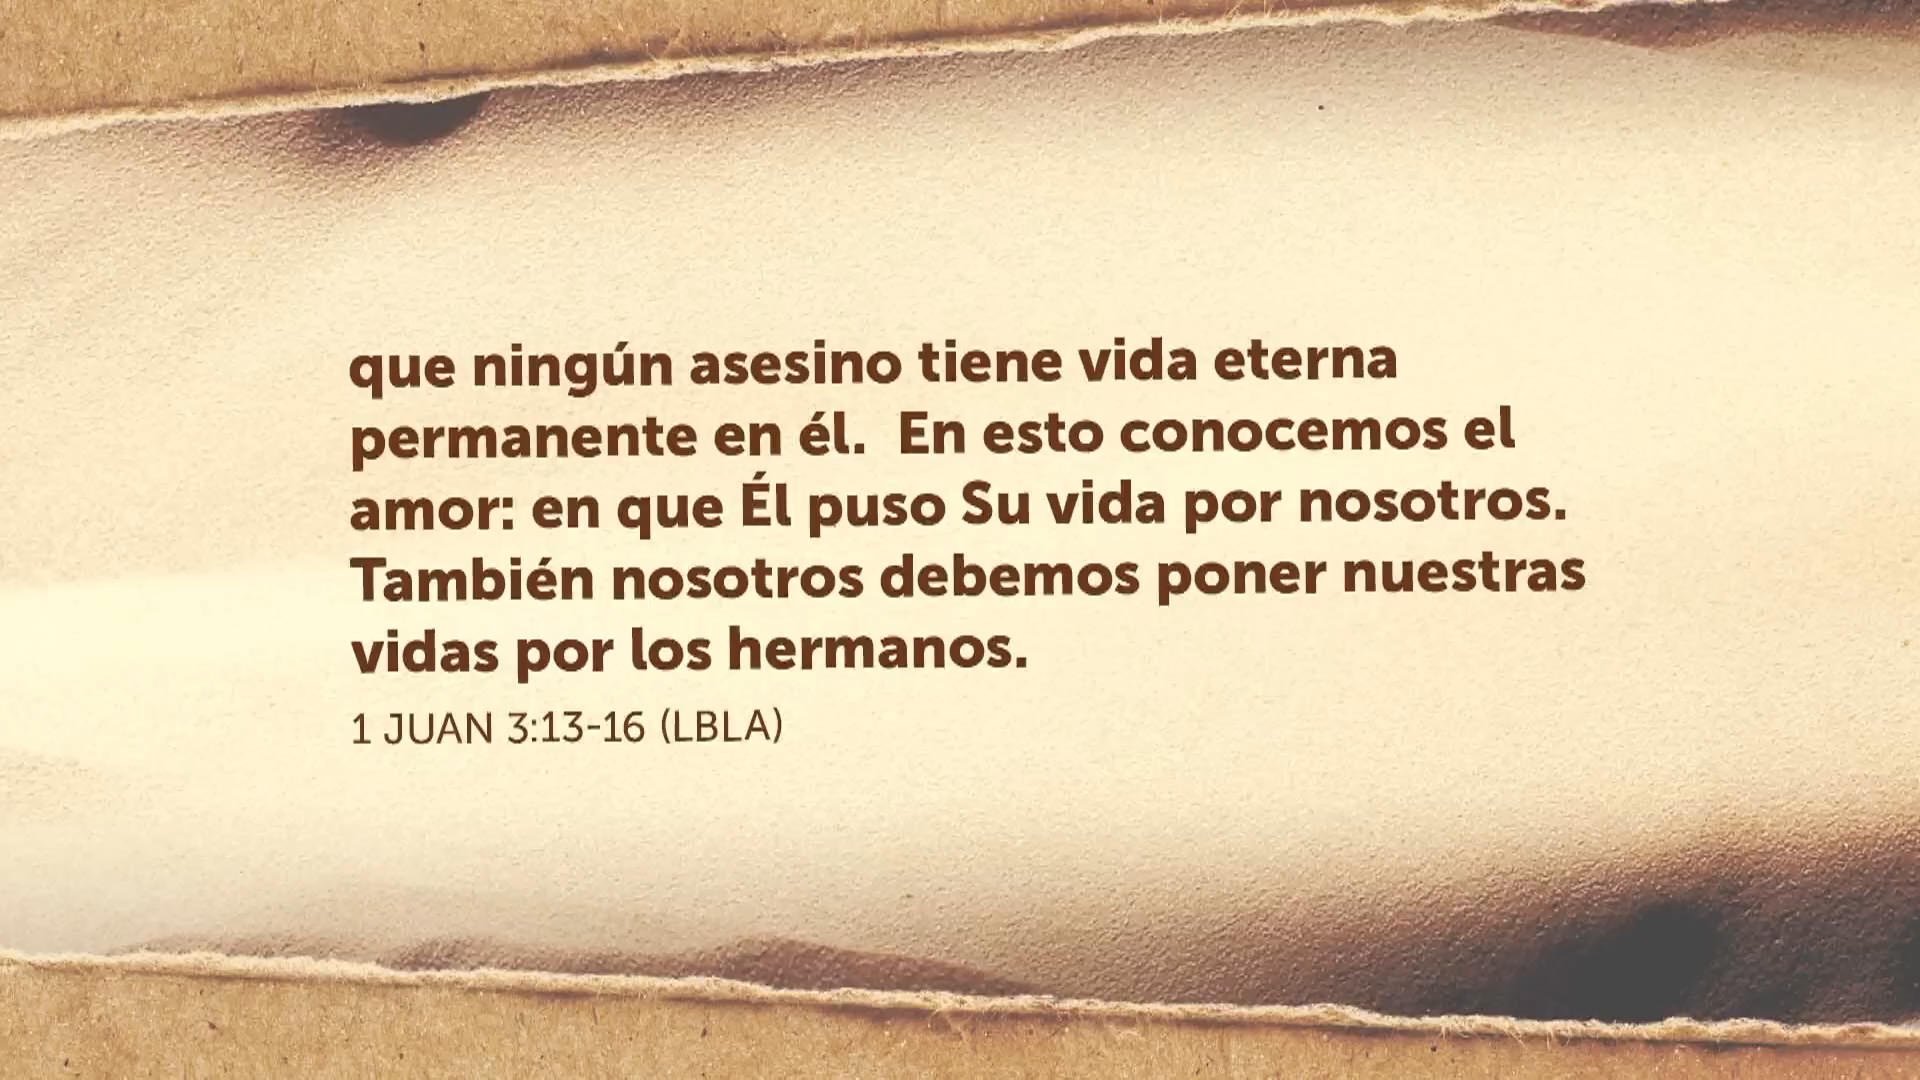 que ningún asesino tiene vida eterna
permanente en él.  En esto conocemos el
amor: en que Él puso Su vida por nosotros.
También nosotros debemos poner nuestras
vidas por los hermanos.
1 JUAN 3:13-16 (LBLA)